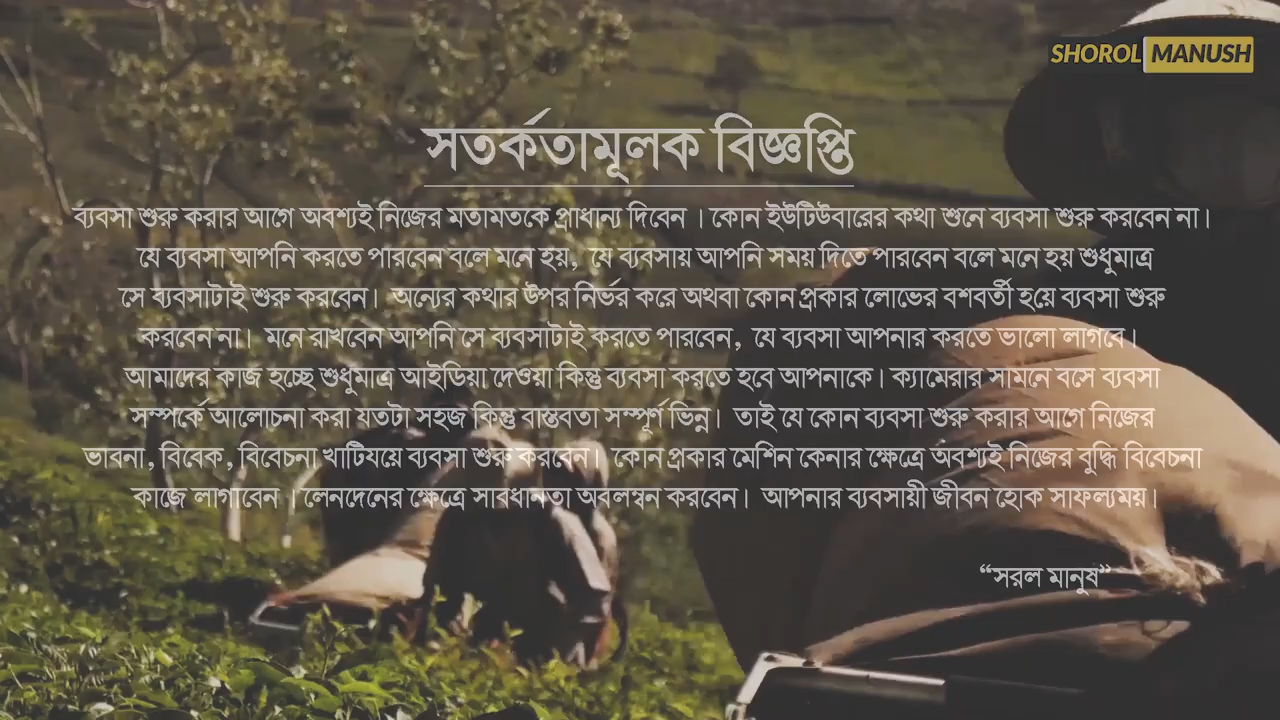 SHOROL MANUSH
সতর্কতামূলক বিজ্ঞপ্তি
ব্যবসা শুরু করার আগে অবশ্যই নিজের মতামতকে প্রাধান্য দিবেন । কোন ইউটিউবারের কথা শুনে ব্যবসা শুরু করবেন না।
যে ব্যবসা আপনি করতে পারবেন বলে মনে হয়, যে ব্যবসায় আপনি সময় দিতে পারবেন বলে মনে হয় শুধুমাত্র
সে ব্যবসাটাই শুরু করবেন। অন্যের কথার উপর নির্ভর করে অথবা কোন প্রকার লোভের বশবর্তী হয়ে ব্যবসা শুরু
করবেন না। মনে রাখবেন আপনি সে ব্যবসাটাই করতে পারবেন, যে ব্যবসা আপনার করতে ভালো লাগবে।
আমাদের কাজ হচ্ছে শুধুমাত্র আইডিয়া দেওয়া কিন্তু ব্যবসা করতে হবে আপনাকে। ক্যামেরার সামনে বসে ব্যবসা
সম্পর্কে আলোচনা করা যতটা সহজ কিন্তু বাস্তবতা সম্পূর্ণ ভিন্ন। তাই যে কোন ব্যবসা শুরু করার আগে নিজের
ভাবনা, বিবেক, বিবেচনা খাটিযয়ে ব্যবসা শুরু করবেন। কোন প্রকার মেশিন কেনার ক্ষেত্রে অবশ্যই নিজের বুদ্ধি বিবেচনা
কাজে লাগাবেন । লেনদেনের ক্ষেত্রে সাবধানতা অবলম্বন করবেন। আপনার ব্যবসায়ী জীবন হোক সাফল্যময়।
“সরল মানুষ”